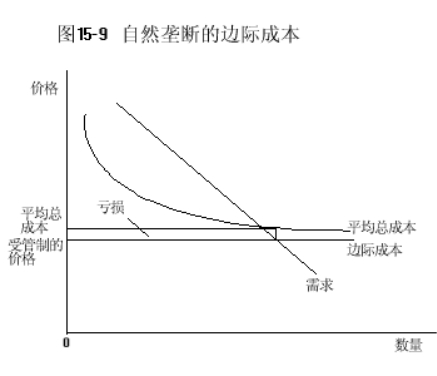 图15-9 自然垄断的边际成本
价格
亏损
平均总
成本
受管制的
价格
平均总成本
边际成本
需求
0
数量